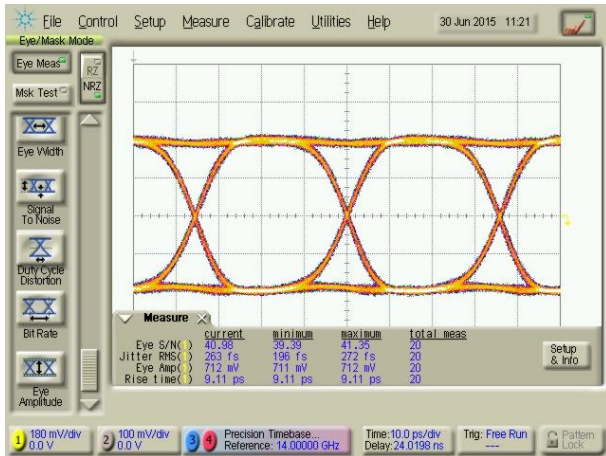 File Control Setup Measure Calibrate Utilities Help 30 Jun 2015 11:21
Eye/Mask Mode
Eye Meas
RZ
Msk Test
NRZ
Eye Width
Signal
To Noise
Duty Cycle
Distortion
Bit Rate
Eye
Amplitude
Measure
current minimum maximum total meas
Eye S/N(1) 40.98 39.39 41.35 20
Jitter RMS(1) 263 fs 196 fs 272 fs 20
Eye Amp(1) 712 mV 711 mV 712 mV 20
Rise time(1) 9.11 ps 9.11 ps 9.11 ps 20
Setup
& Info
1 180 mV/div
0.0 V
2 100 mV/div
0.0 V
3 4 Precision Timebase...
Reference: 14.00000 GHz
Time:10.0 ps/div
Delay:24.0198 ns
Trig: Free Run
---
Pattern
Lock